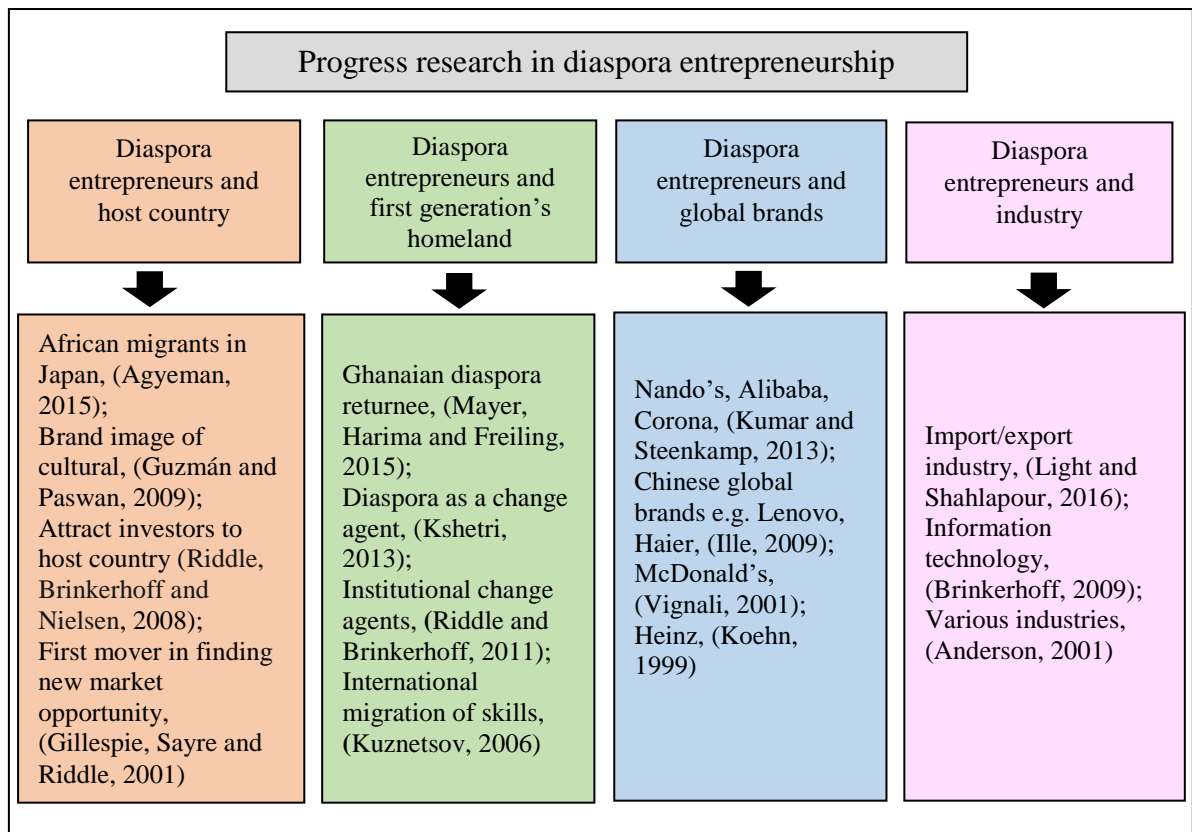 Progress research in diaspora entrepreneurship
Diaspora
entrepreneurs and
host country
Diaspora
entrepreneurs and
first generation’s
homeland
Diaspora
entrepreneurs and
global brands
Diaspora
entrepreneurs and
industry
African migrants in
Japan, (Agyeman,
2015);
Brand image of
cultural, (Guzmán and
Paswan, 2009);
Attract investors to
host country (Riddle,
Brinkerhoff and
Nielsen, 2008);
First mover in finding
new market
opportunity,
(Gillespie, Sayre and
Riddle, 2001)
Ghanaian diaspora
returnee, (Mayer,
Harima and Freiling,
2015);
Diaspora as a change
agent, (Kshetri,
2013);
Institutional change
agents, (Riddle and
Brinkerhoff, 2011);
International
migration of skills,
(Kuznetsov, 2006)
Nando’s, Alibaba,
Corona, (Kumar and
Steenkamp, 2013);
Chinese global
brands e.g. Lenovo,
Haier, (Ille, 2009);
McDonald’s,
(Vignali, 2001);
Heinz, (Koehn,
1999)
Import/export
industry, (Light and
Shahlapour, 2016);
Information
technology,
(Brinkerhoff, 2009);
Various industries,
(Anderson, 2001)